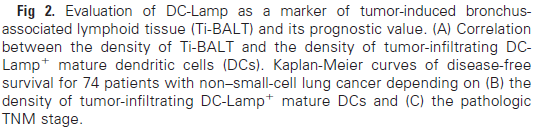 Fig 2. Evaluation of DC-Lamp as a marker of tumor-induced bronchus-
associated lymphoid tissue (Ti-BALT) and its prognostic value. (A) Correlation
between the density of Ti-BALT and the density of tumor-infiltrating DC-
Lamp⁺ mature dendritic cells (DCs). Kaplan-Meier curves of disease-free
survival for 74 patients with non–small-cell lung cancer depending on (B) the
density of tumor-infiltrating DC-Lamp⁺ mature DCs and (C) the pathologic
TNM stage.